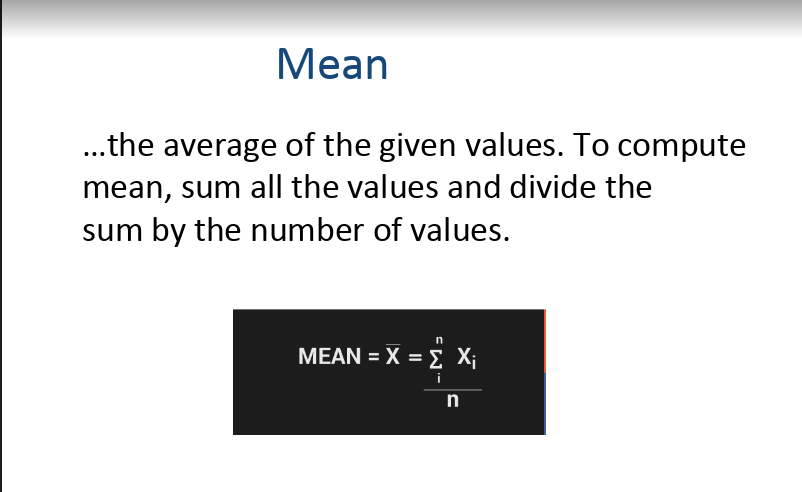 Mean
...the average of the given values. To compute
mean, sum all the values and divide the
sum by the number of values.
n
MEAN = X̅ = Σ Xᵢ
i
n